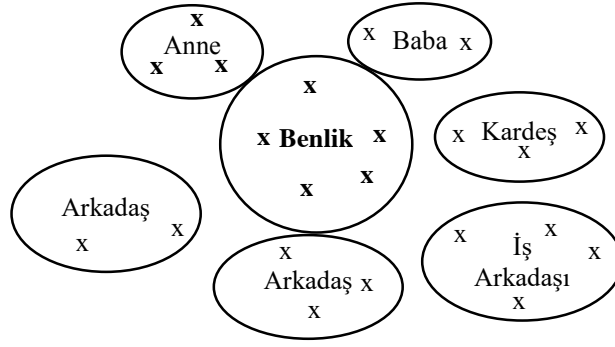 x
Anne
x x
x Baba x
x
x Benlik x
x x
x Kardeş x
x
Arkadaş
x x
x
Arkadaş x
x
x x
İş x
Arkadaşı
x